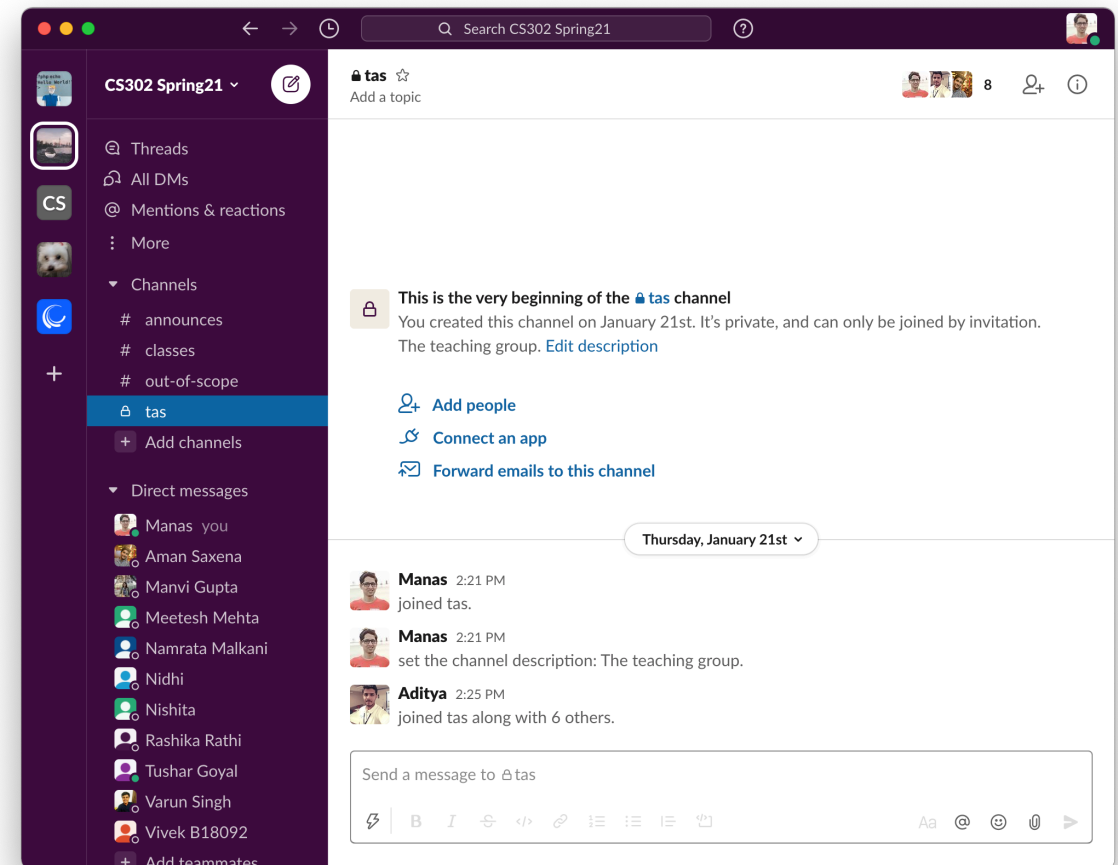 Search CS302 Spring21
CS302 Spring21
CS
Threads
All DMs
@ Mentions & reactions
More
Channels
# announces
# classes
# out-of-scope
tas
+ Add channels
Direct messages
Manas you
Aman Saxena
Manvi Gupta
Meetesh Mehta
Namrata Malkani
Nidhi
Nishita
Rashika Rathi
Tushar Goyal
Varun Singh
Vivek B18092
+ Add teammates
tas
Add a topic
8
This is the very beginning of the tas channel
You created this channel on January 21st. It’s private, and can only be joined by invitation.
The teaching group. Edit description
Add people
Connect an app
Forward emails to this channel
Thursday, January 21st
Manas 2:21 PM
joined tas.
Manas 2:21 PM
set the channel description: The teaching group.
Aditya 2:25 PM
joined tas along with 6 others.
Send a message to tas
B I S </> Aa @